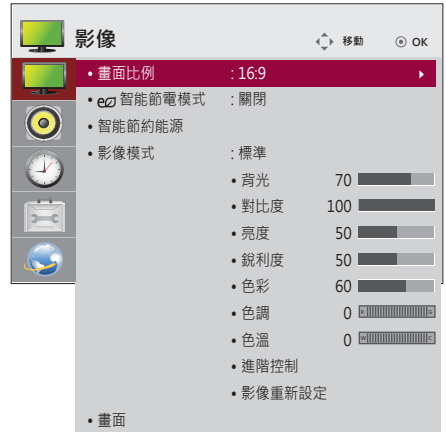 影像
移動 OK
• 畫面比例 : 16:9
• eco 智能節電模式 : 關閉
• 智能節約能源
• 影像模式 : 標準
• 背光 70
• 對比度 100
• 亮度 50
• 銳利度 50
• 色彩 60
• 色調 0 R G
• 色溫 0 W C
• 進階控制
• 影像重新設定
• 畫面